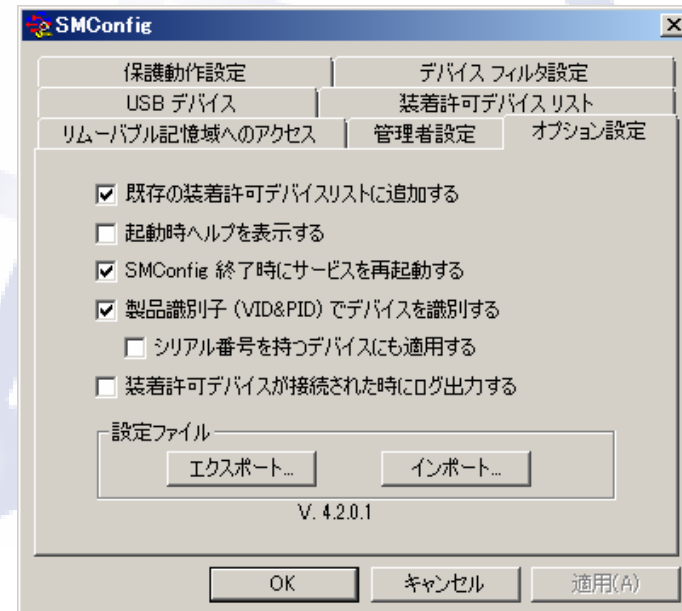 SMConfig
保護動作設定 デバイス フィルタ設定
USB デバイス 装着許可デバイス リスト
リムーバブル記憶域へのアクセス 管理者設定 オプション設定
既存の装着許可デバイスリストに追加する
起動時ヘルプを表示する
SMConfig 終了時にサービスを再起動する
製品識別子 (VID&PID) でデバイスを識別する
シリアル番号を持つデバイスにも適用する
装着許可デバイスが接続された時にログ出力する
設定ファイル
エクスポート... インポート...
V. 4.2.0.1
OK キャンセル 適用(A)